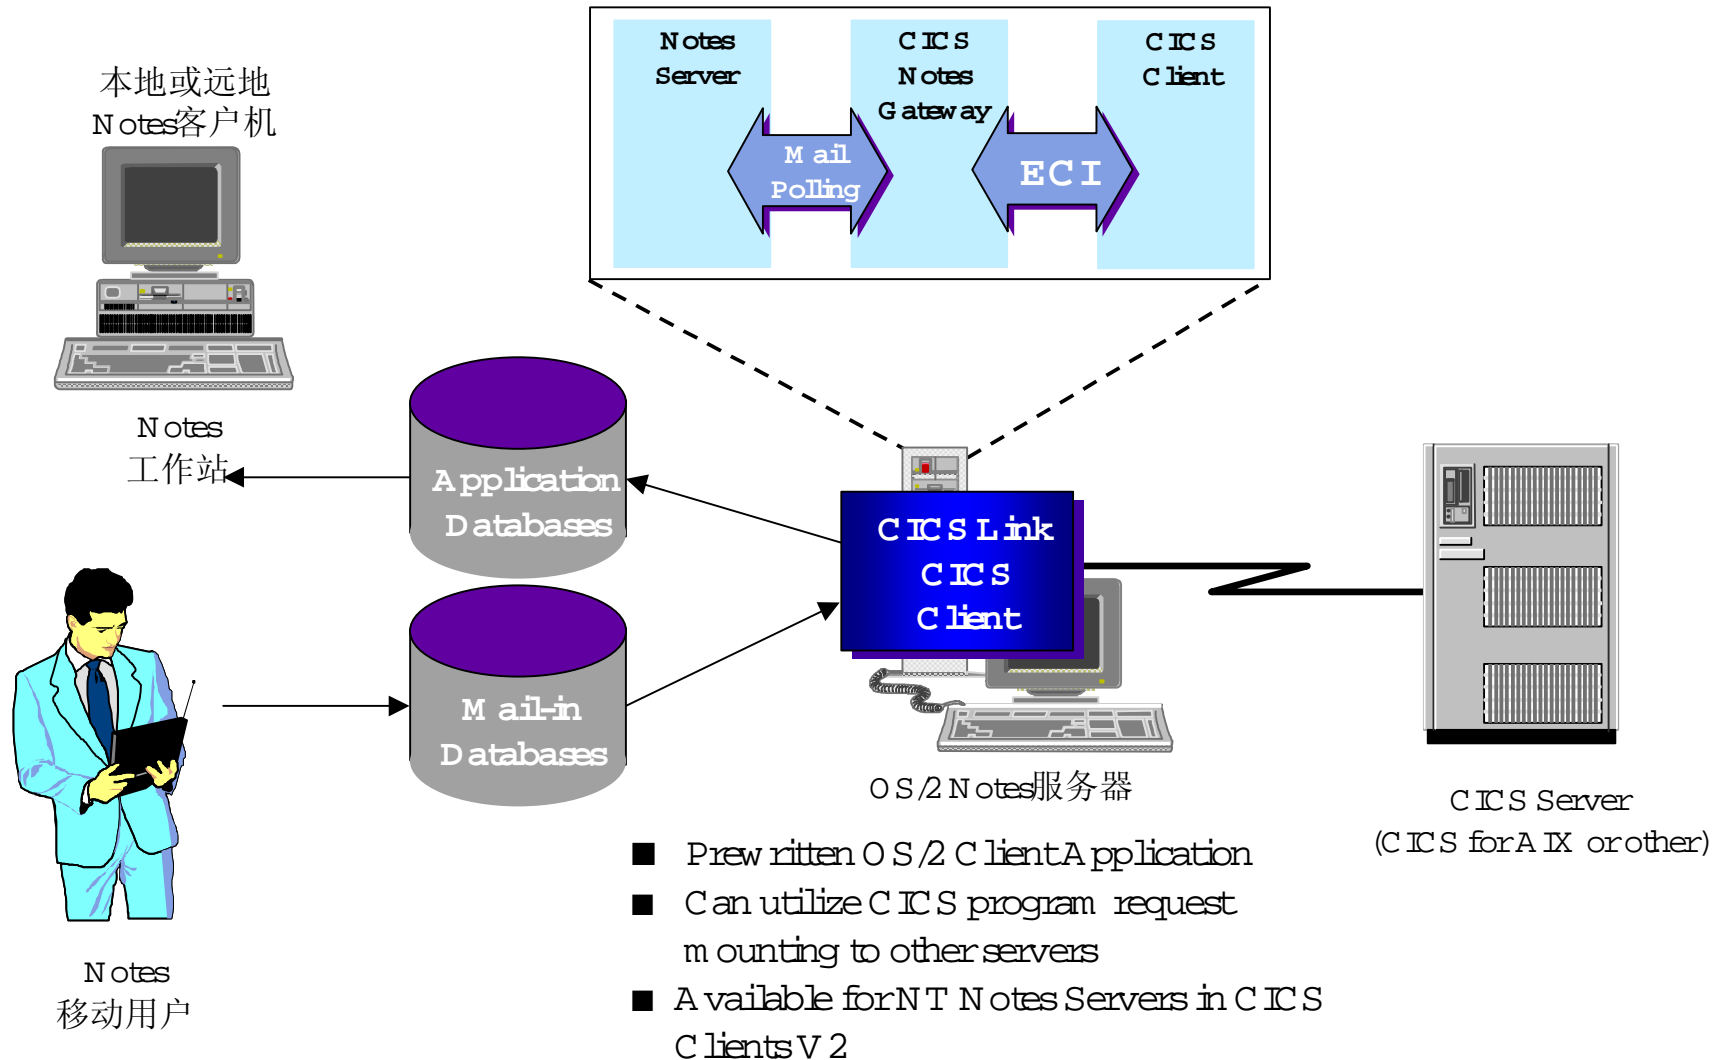 Notes
Server
CICS
Notes
Gateway
CICS
Client
Mail
Polling
ECI
本地或远地
Notes客户机
Notes
工作站
Application
Databases
CICS Link
CICS
Client
Mail-in
Databases
OS/2 Notes服务器
CICS Server
(CICS for AIX or other)
Notes
移动用户
■ Prewritten OS/2 Client Application
■ Can utilize CICS program request
mounting to other servers
■ Available for NT Notes Servers in CICS
Clients V2